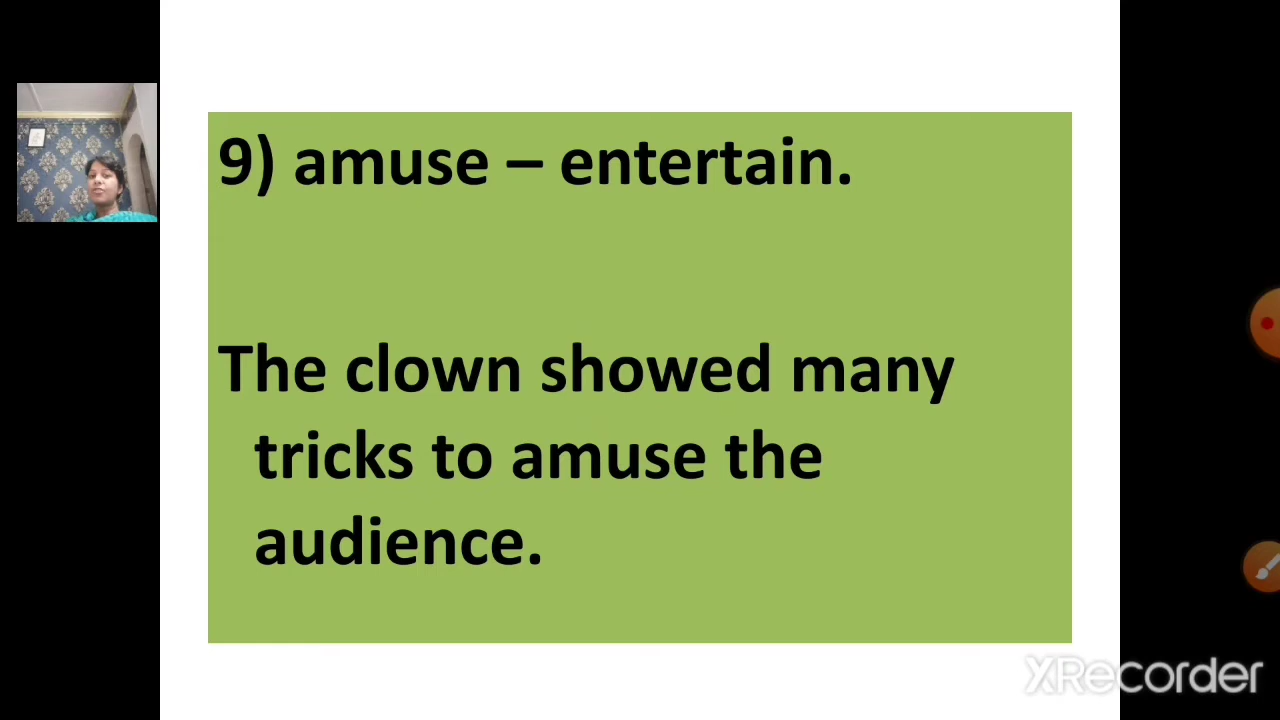 9) amuse – entertain.
The clown showed many
tricks to amuse the
audience.
XRecorder